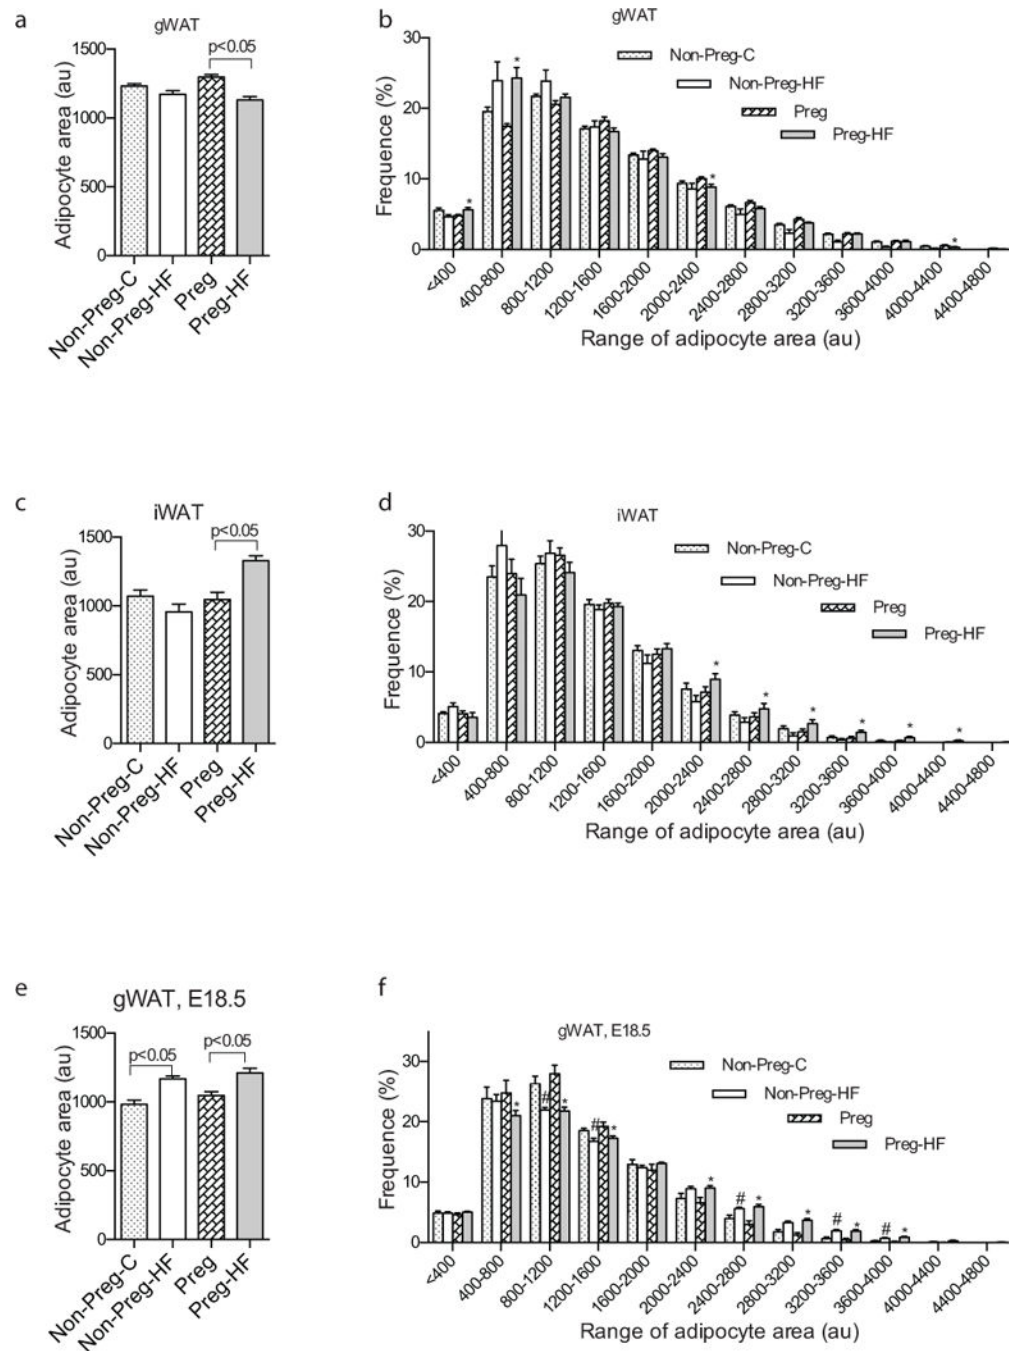 a
gWAT
p<0.05
1500
1000
500
0
Adipocyte area (au)
Non-Preg-C
Non-Preg-HF
Preg
Preg-HF
b
gWAT
30
20
10
0
Frequence (%)
Non-Preg-C
Non-Preg-HF
Preg
Preg-HF
* * * *
<400
400-800
800-1200
1200-1600
1600-2000
2000-2400
2400-2800
2800-3200
3200-3600
3600-4000
4000-4400
4400-4800
Range of adipocyte area (au)
c
iWAT
p<0.05
1500
1000
500
0
Adipocyte area (au)
Non-Preg-C
Non-Preg-HF
Preg
Preg-HF
d
iWAT
30
20
10
0
Frequence (%)
Non-Preg-C
Non-Preg-HF
Preg
Preg-HF
* * * * * *
<400
400-800
800-1200
1200-1600
1600-2000
2000-2400
2400-2800
2800-3200
3200-3600
3600-4000
4000-4400
4400-4800
Range of adipocyte area (au)
e
gWAT, E18.5
p<0.05
p<0.05
1500
1000
500
0
Adipocyte area (au)
Non-Preg-C
Non-Preg-HF
Preg
Preg-HF
f
gWAT, E18.5
30
20
10
0
Frequence (%)
Non-Preg-C
Non-Preg-HF
Preg
Preg-HF
* # * # * * # * * # * # *
<400
400-800
800-1200
1200-1600
1600-2000
2000-2400
2400-2800
2800-3200
3200-3600
3600-4000
4000-4400
4400-4800
Range of adipocyte area (au)